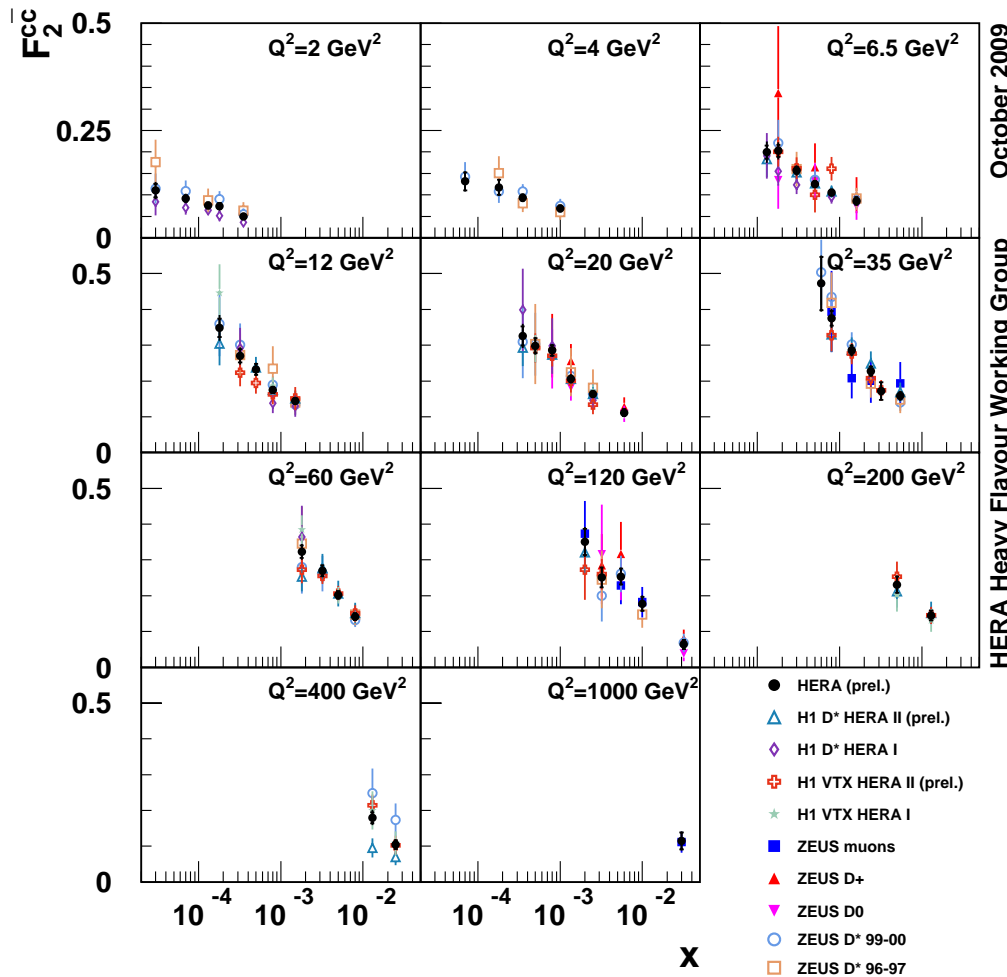 F₂^cc̄
0.5
0.25
0
Q²=2 GeV²
Q²=4 GeV²
Q²=6.5 GeV²
0.5
0
Q²=12 GeV²
Q²=20 GeV²
Q²=35 GeV²
0.5
0
Q²=60 GeV²
Q²=120 GeV²
Q²=200 GeV²
0.5
0
Q²=400 GeV²
Q²=1000 GeV²
10⁻⁴ 10⁻³ 10⁻² 10⁻⁴ 10⁻³ 10⁻²
x
HERA (prel.)
H1 D* HERA II (prel.)
H1 D* HERA I
H1 VTX HERA II (prel.)
H1 VTX HERA I
ZEUS muons
ZEUS D+
ZEUS D0
ZEUS D* 99-00
ZEUS D* 96-97
HERA Heavy Flavour Working Group October 2009